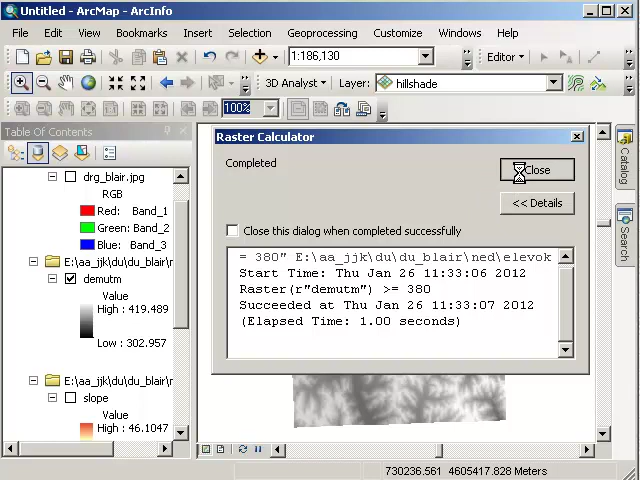 Untitled - ArcMap - ArcInfo
File Edit View Bookmarks Insert Selection Geoprocessing Customize Windows Help
1:186,130
Editor
3D Analyst Layer: hillshade
100%
Table Of Contents
drg_blair.jpg
RGB
Red: Band_1
Green: Band_2
Blue: Band_3
E:\aa_jjk\du\du_blair\r
demutm
Value
High : 419.489
Low : 302.957
E:\aa_jjk\du\du_blair\r
slope
Value
High : 46.1047
Raster Calculator
Completed
Close
<< Details
Close this dialog when completed successfully
= 380" E:\aa_jjk\du\du_blair\ned\elevok
Start Time: Thu Jan 26 11:33:06 2012
Raster(r"demutm") >= 380
Succeeded at Thu Jan 26 11:33:07 2012
(Elapsed Time: 1.00 seconds)
Catalog
Search
730236.561 4605417.828 Meters